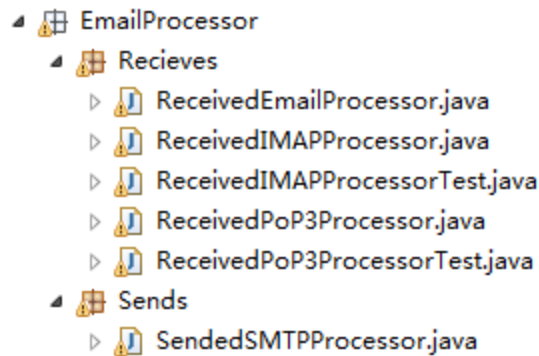 EmailProcessor
Recieves
ReceivedEmailProcessor.java
ReceivedIMAPProcessor.java
ReceivedIMAPProcessorTest.java
ReceivedPoP3Processor.java
ReceivedPoP3ProcessorTest.java
Sends
SendedSMTPProcessor.java